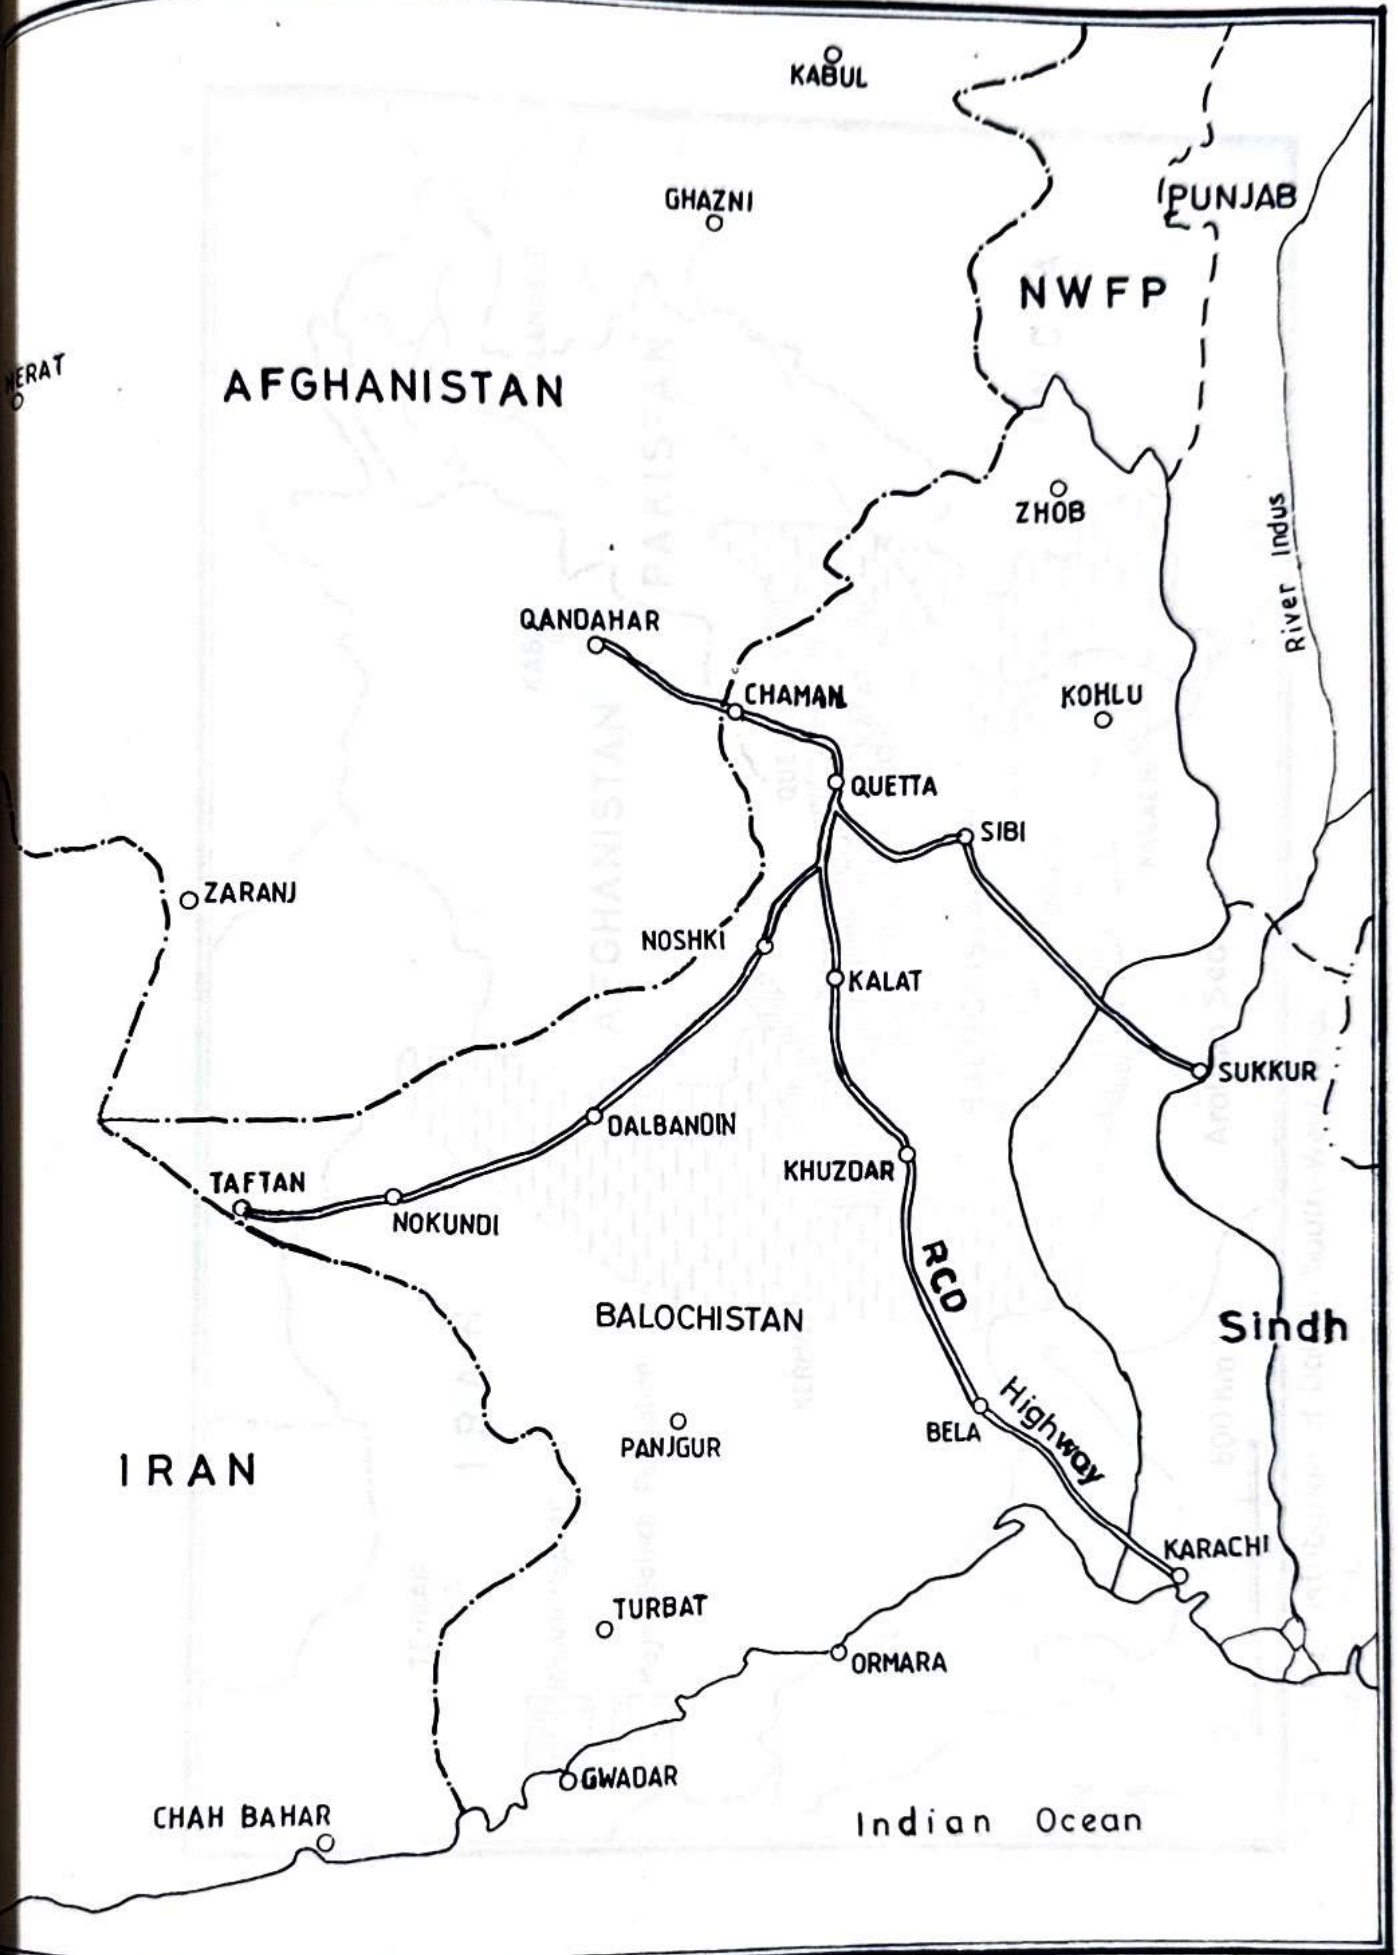 KABUL
GHAZNI
PUNJAB
NWFP
HERAT
AFGHANISTAN
ZHOB
River Indus
QANDAHAR
CHAMAN
KOHLU
QUETTA
SIBI
ZARANJ
NOSHKI
KALAT
SUKKUR
DALBANDIN
KHUZDAR
TAFTAN
NOKUNDI
RCD Highway
BALOCHISTAN
Sindh
BELA
PANJGUR
IRAN
KARACHI
TURBAT
ORMARA
GWADAR
CHAH BAHAR
Indian Ocean